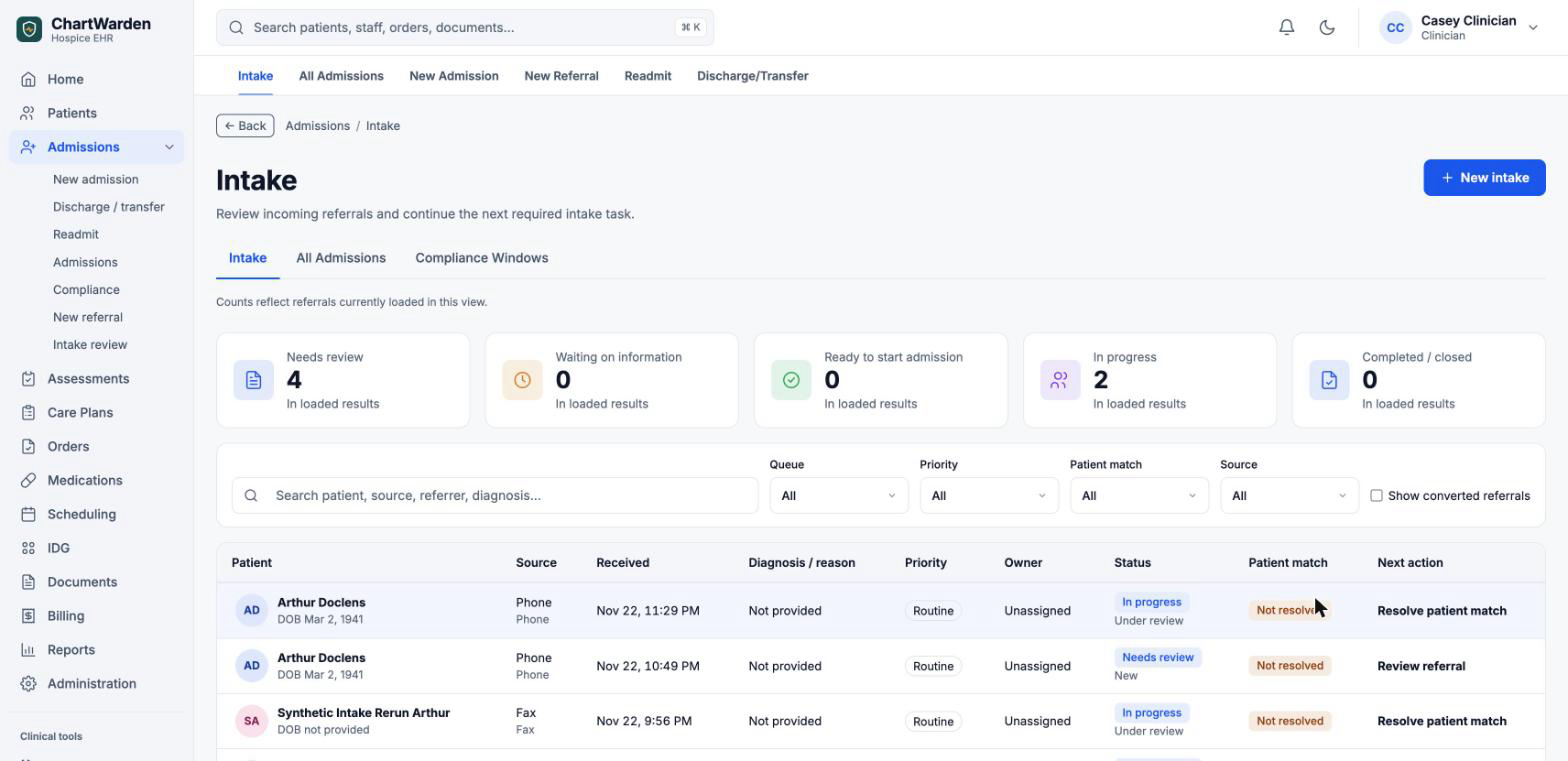 ChartWarden
Hospice EHR
Home
Patients
Admissions
New admission
Discharge / transfer
Readmit
Admissions
Compliance
New referral
Intake review
Assessments
Care Plans
Orders
Medications
Scheduling
IDG
Documents
Billing
Reports
Administration
Clinical tools
Search patients, staff, orders, documents...
⌘ K
CC
Casey Clinician
Clinician
Intake
All Admissions
New Admission
New Referral
Readmit
Discharge/Transfer
← Back
Admissions / Intake
Intake
Review incoming referrals and continue the next required intake task.
+ New intake
Intake
All Admissions
Compliance Windows
Counts reflect referrals currently loaded in this view.
Needs review
4
In loaded results
Waiting on information
0
In loaded results
Ready to start admission
0
In loaded results
In progress
2
In loaded results
Completed / closed
0
In loaded results
Search patient, source, referrer, diagnosis...
Queue
All
Priority
All
Patient match
All
Source
All
Show converted referrals
Patient Source Received Diagnosis / reason Priority Owner Status Patient match Next action
AD
Arthur Doclens
DOB Mar 2, 1941
Phone
Phone
Nov 22, 11:29 PM
Not provided
Routine
Unassigned
In progress
Under review
Not resolve
Resolve patient match
AD
Arthur Doclens
DOB Mar 2, 1941
Phone
Phone
Nov 22, 10:49 PM
Not provided
Routine
Unassigned
Needs review
New
Not resolved
Review referral
SA
Synthetic Intake Rerun Arthur
DOB not provided
Fax
Fax
Nov 22, 9:56 PM
Not provided
Routine
Unassigned
In progress
Under review
Not resolved
Resolve patient match